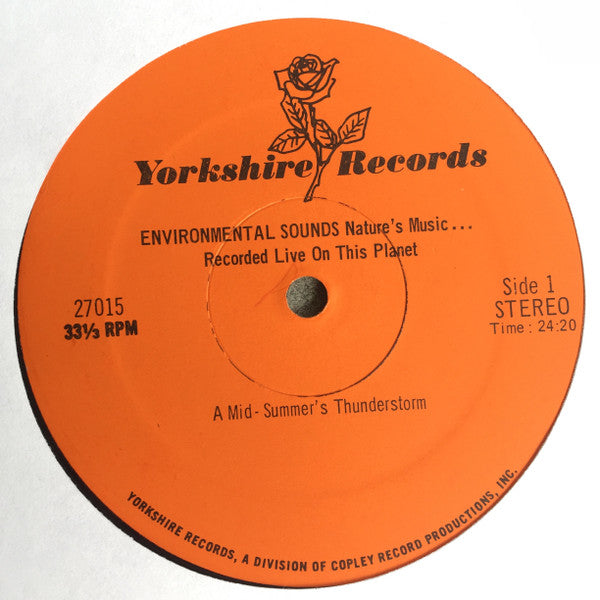 Yorkshire Records
ENVIRONMENTAL SOUNDS Nature's Music...
Recorded Live On This Planet
27015
33⅓ RPM
Side 1
STEREO
Time: 24:20
A Mid-Summer's Thunderstorm
YORKSHIRE RECORDS, A DIVISION OF COPLEY RECORD PRODUCTIONS, INC.